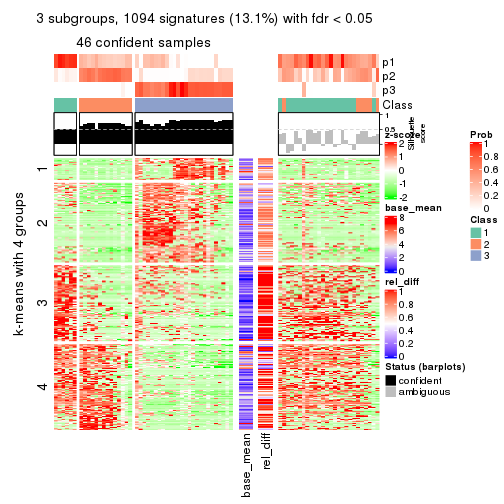 3 subgroups, 1094 signatures (13.1%) with fdr < 0.05
46 confident samples
p1
p2
p3
Class
1
0.5
0
Silhouette
score
k-means with 4 groups
1
2
3
4
base_mean
rel_diff
z-score
2
1
0
-1
-2
base_mean
8
6
4
2
0
rel_diff
1
0.8
0.6
0.4
0.2
0
Status (barplots)
confident
ambiguous
Prob
1
0.8
0.6
0.4
0.2
0
Class
1
2
3